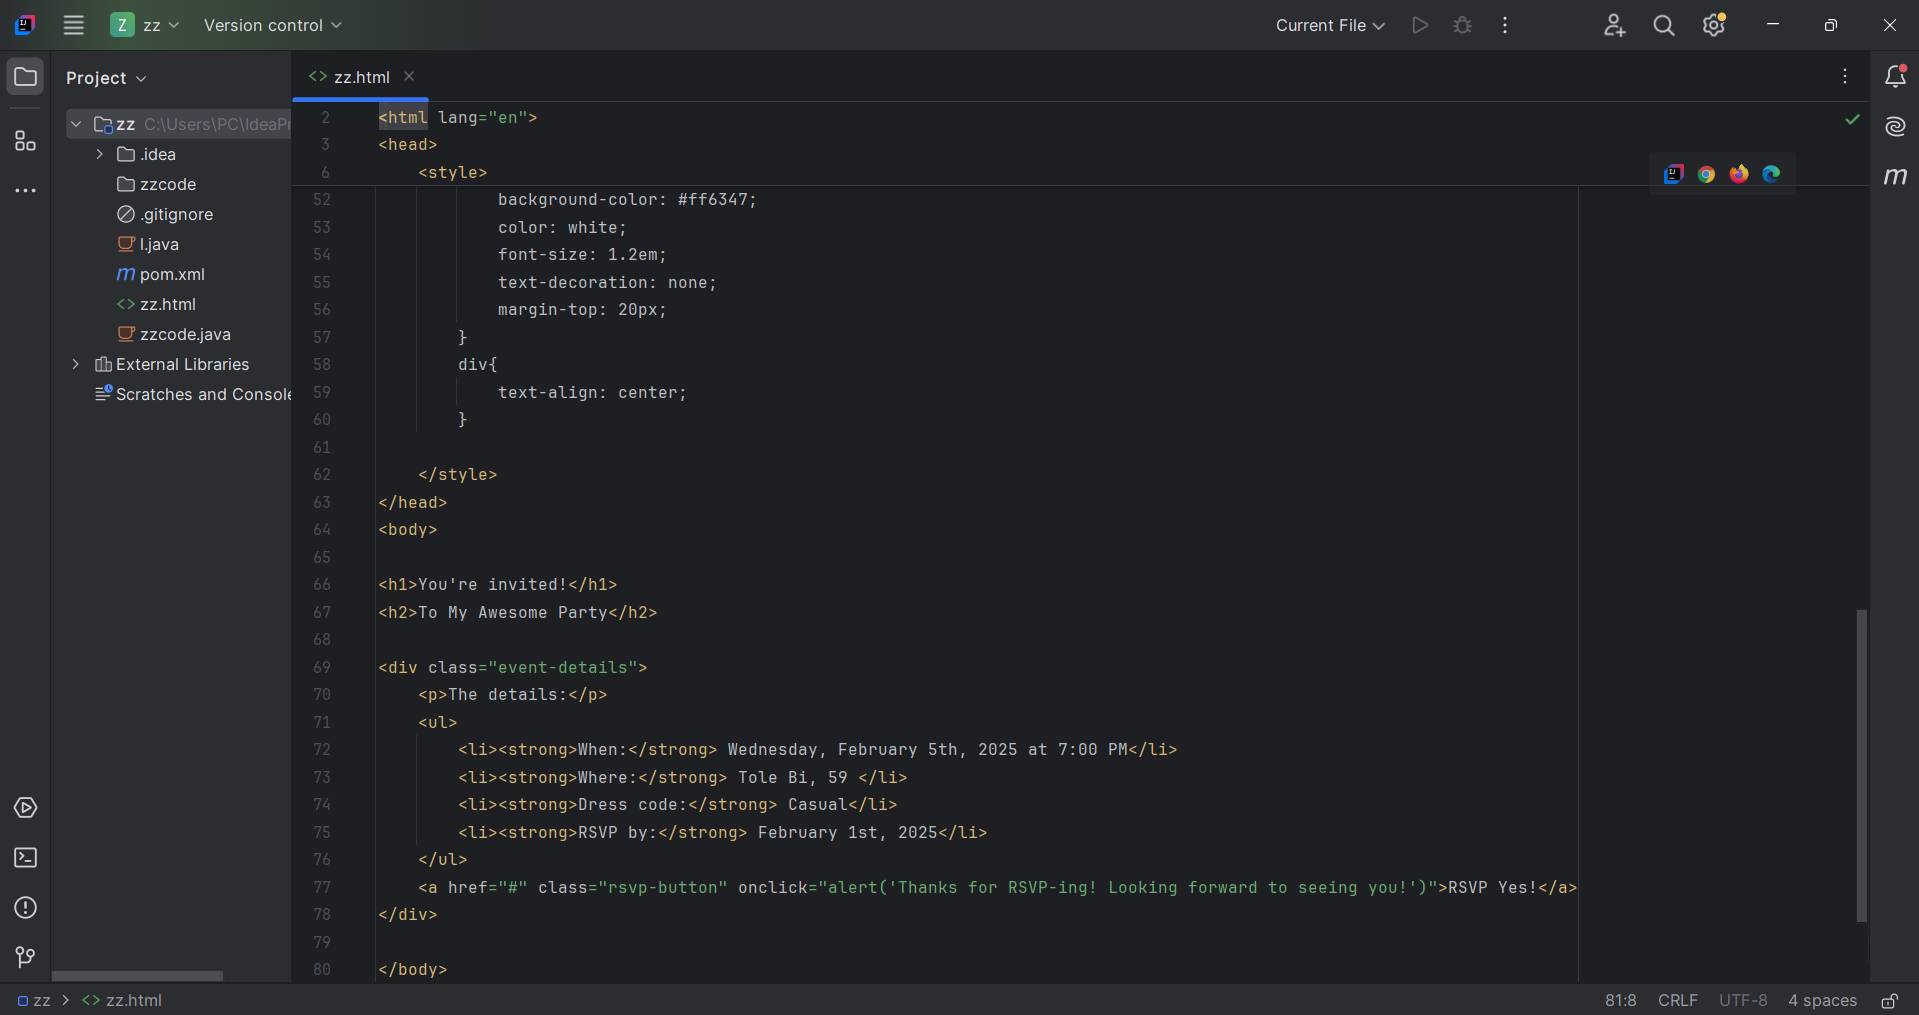 Z zz Version control Current File
Project
zz.html
zz C:\Users\PC\IdeaPr
.idea
zzcode
.gitignore
I.java
m pom.xml
<> zz.html
zzcode.java
External Libraries
Scratches and Console
2 <html lang="en">
3 <head>
6 <style>
52 background-color: #ff6347;
53 color: white;
54 font-size: 1.2em;
55 text-decoration: none;
56 margin-top: 20px;
57 }
58 div{
59 text-align: center;
60 }
61
62 </style>
63 </head>
64 <body>
65
66 <h1>You're invited!</h1>
67 <h2>To My Awesome Party</h2>
68
69 <div class="event-details">
70 <p>The details:</p>
71 <ul>
72 <li><strong>When:</strong> Wednesday, February 5th, 2025 at 7:00 PM</li>
73 <li><strong>Where:</strong> Tole Bi, 59 </li>
74 <li><strong>Dress code:</strong> Casual</li>
75 <li><strong>RSVP by:</strong> February 1st, 2025</li>
76 </ul>
77 <a href="#" class="rsvp-button" onclick="alert('Thanks for RSVP-ing! Looking forward to seeing you!')">RSVP Yes!</a>
78 </div>
79
80 </body>
m
zz > <> zz.html 81:8 CRLF UTF-8 4 spaces